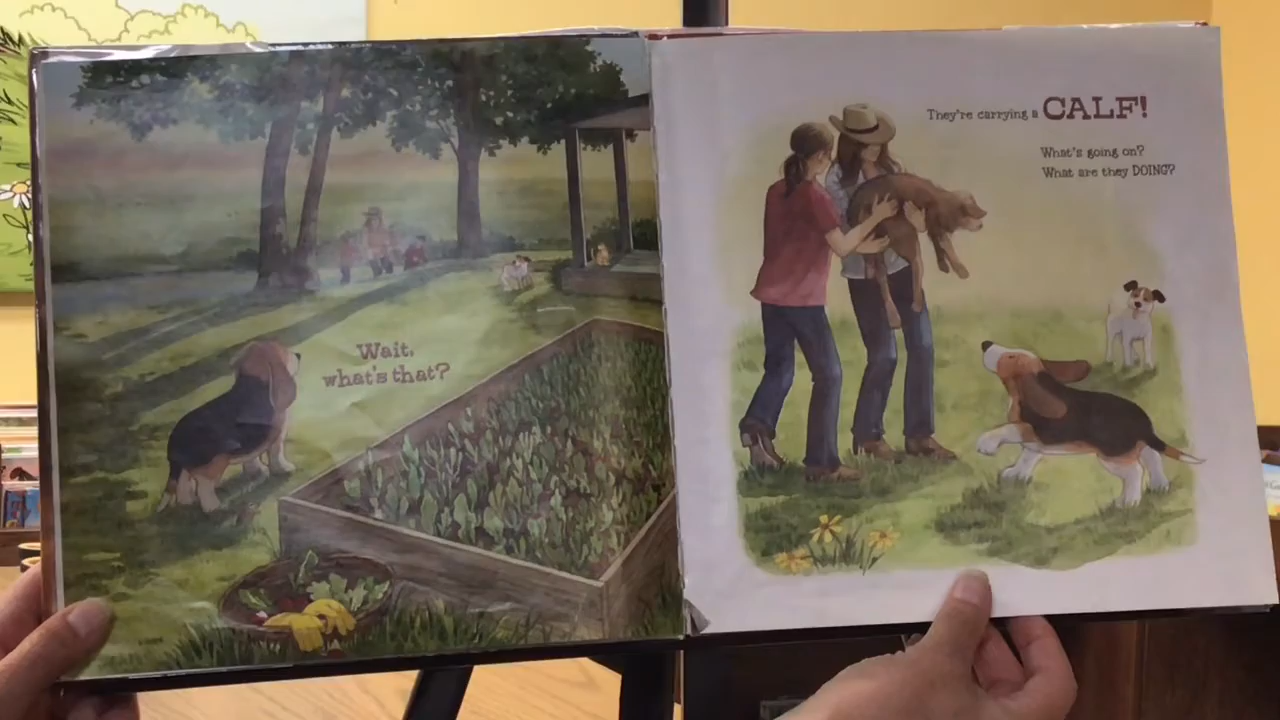 Wait,
what's that?
They're carrying a CALF!
What's going on?
What are they DOING?